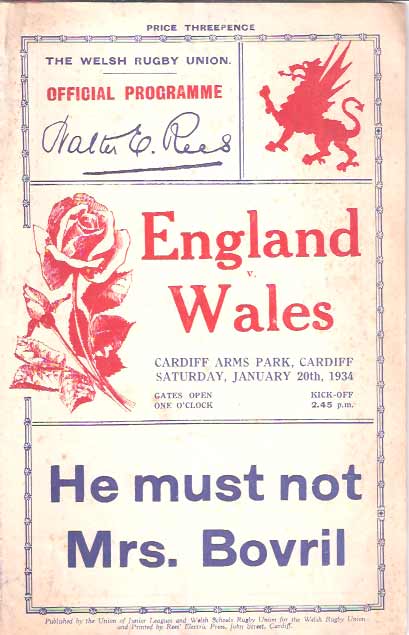 PRICE THREEPENCE
THE WELSH RUGBY UNION.
OFFICIAL PROGRAMME
Walter E. Rees
England
v.
Wales
CARDIFF ARMS PARK, CARDIFF
SATURDAY, JANUARY 20th, 1934
GATES OPEN KICK-OFF
ONE O'CLOCK 2.45 p.m.
He must not
Mrs. Bovril
Published by the Union of Junior Leagues and Welsh Schools Rugby Union for the Welsh Rugby Union
and Printed by Rees' Electric Press, John Street, Cardiff.